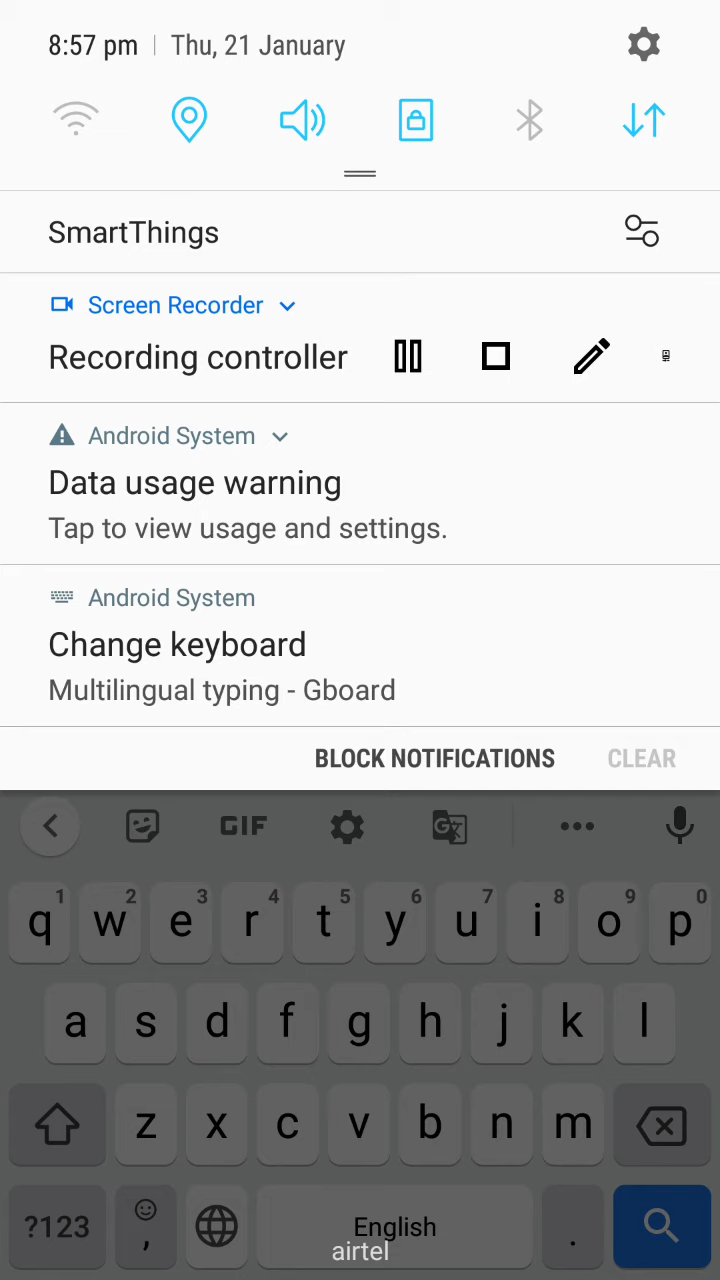 8:57 pm | Thu, 21 January
SmartThings
Screen Recorder
Recording controller
Android System
Data usage warning
Tap to view usage and settings.
Android System
Change keyboard
Multilingual typing - Gboard
BLOCK NOTIFICATIONS CLEAR
GIF G文
1 2 3 4 5 6 7 8 9 0
q w e r t y u i o p
a s d f g h j k l
z x c v b n m
?123 , English .
airtel